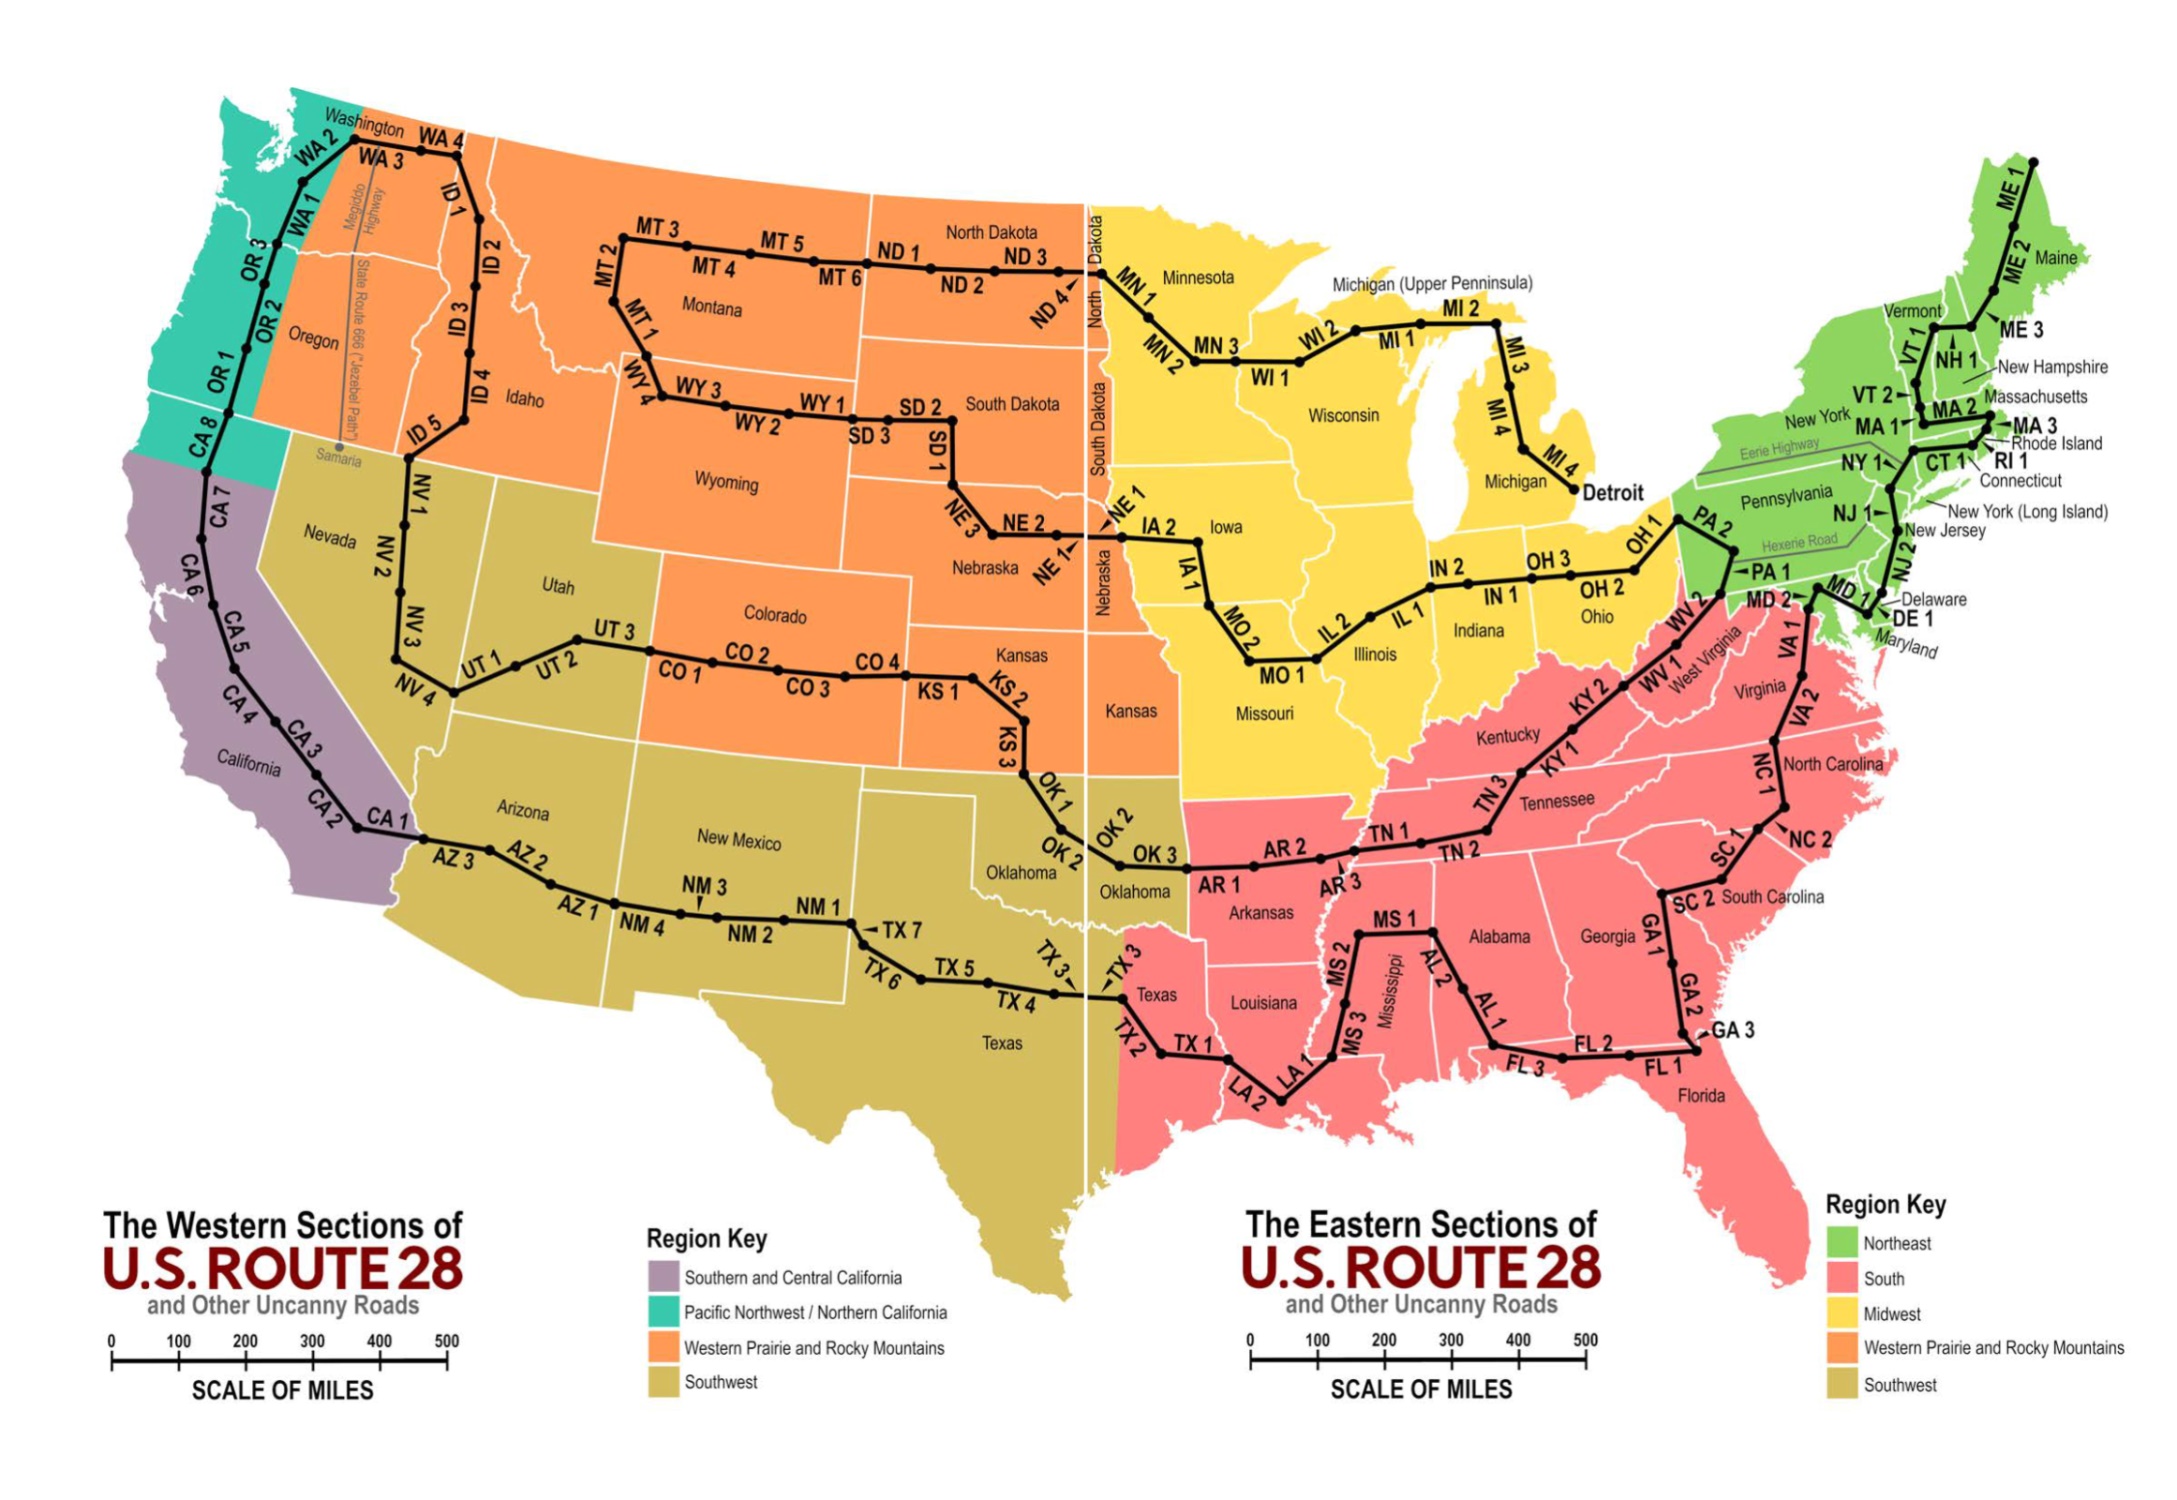 Washington
WA 1
WA 2
WA 3
WA 4
Megiddo
Highway
State Route 666 ("Jezebel Path")
Samaria
Oregon
OR 1
OR 2
OR 3
ID 1
ID 2
ID 3
ID 4
ID 5
Idaho
MT 1
MT 2
MT 3
MT 4
MT 5
MT 6
Montana
WY 4
WY 3
WY 2
WY 1
Wyoming
North Dakota
ND 1
ND 2
ND 3
ND 4
North Dakota
South Dakota
SD 3
SD 2
SD 1
South Dakota
Nebraska
NE 3
NE 2
NE 1
NE 1
Nebraska
CA 8
CA 7
CA 6
CA 5
CA 4
CA 3
CA 2
CA 1
California
Nevada
NV 1
NV 2
NV 3
NV 4
Utah
UT 1
UT 2
UT 3
Colorado
CO 1
CO 2
CO 3
CO 4
Kansas
KS 1
KS 2
KS 3
Kansas
Arizona
AZ 3
AZ 2
AZ 1
New Mexico
NM 4
NM 3
NM 2
NM 1
OK 1
OK 2
OK 2
OK 3
Oklahoma
Oklahoma
TX 7
TX 6
TX 5
TX 4
TX 3
TX 3
TX 2
TX 1
Texas
Texas
Minnesota
MN 1
MN 2
MN 3
WI 1
WI 2
Wisconsin
Michigan (Upper Penninsula)
MI 1
MI 2
MI 3
MI 4
MI 4
Michigan
Detroit
Iowa
IA 2
IA 1
MO 2
MO 1
Missouri
IL 2
IL 1
Illinois
IN 2
IN 1
Indiana
OH 3
OH 2
OH 1
Ohio
AR 1
AR 2
AR 3
Arkansas
LA 2
LA 1
Louisiana
MS 1
MS 2
MS 3
Mississippi
AL 2
AL 1
Alabama
TN 1
TN 2
TN 3
Tennessee
KY 1
KY 2
Kentucky
WV 1
WV 2
West Virginia
VA 1
VA 2
Virginia
NC 1
NC 2
North Carolina
SC 1
SC 2
South Carolina
GA 1
GA 2
GA 3
Georgia
FL 3
FL 2
FL 1
Florida
ME 1
ME 2
ME 3
Maine
Vermont
VT 1
VT 2
NH 1
New Hampshire
Massachusetts
MA 1
MA 2
MA 3
Rhode Island
RI 1
CT 1
Connecticut
New York
Eerie Highway
NY 1
New York (Long Island)
Pennsylvania
PA 2
PA 1
Hexerie Road
NJ 1
New Jersey
NJ 2
Delaware
DE 1
MD 1
MD 2
Maryland
The Western Sections of
U.S. ROUTE 28
and Other Uncanny Roads
0 100 200 300 400 500
SCALE OF MILES
Region Key
Southern and Central California
Pacific Northwest / Northern California
Western Prairie and Rocky Mountains
Southwest
The Eastern Sections of
U.S. ROUTE 28
and Other Uncanny Roads
0 100 200 300 400 500
SCALE OF MILES
Region Key
Northeast
South
Midwest
Western Prairie and Rocky Mountains
Southwest